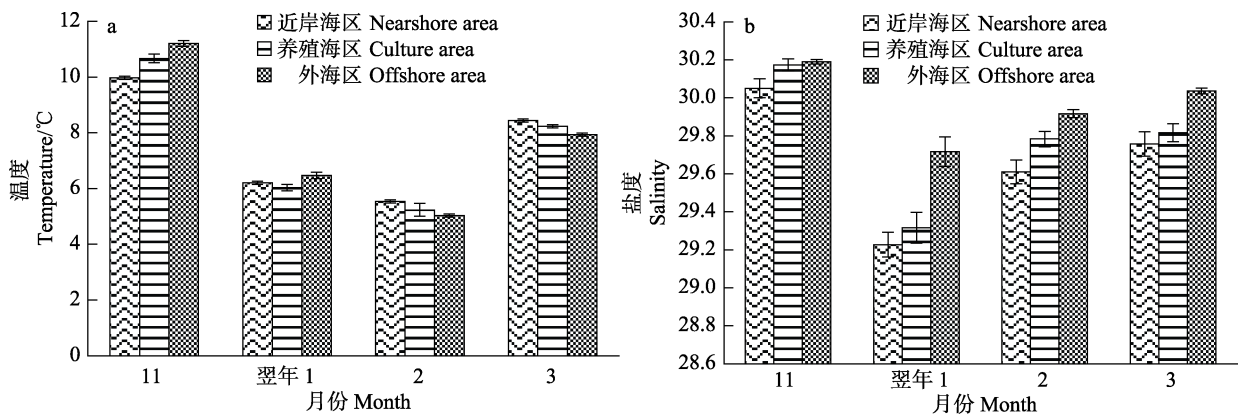 a
近岸海区 Nearshore area
养殖海区 Culture area
外海区 Offshore area
温度
Temperature/℃
12
10
8
6
4
2
0
11
翌年 1
2
3
月份 Month
b
近岸海区 Nearshore area
养殖海区 Culture area
外海区 Offshore area
盐度
Salinity
30.4
30.2
30.0
29.8
29.6
29.4
29.2
29.0
28.8
28.6
11
翌年 1
2
3
月份 Month